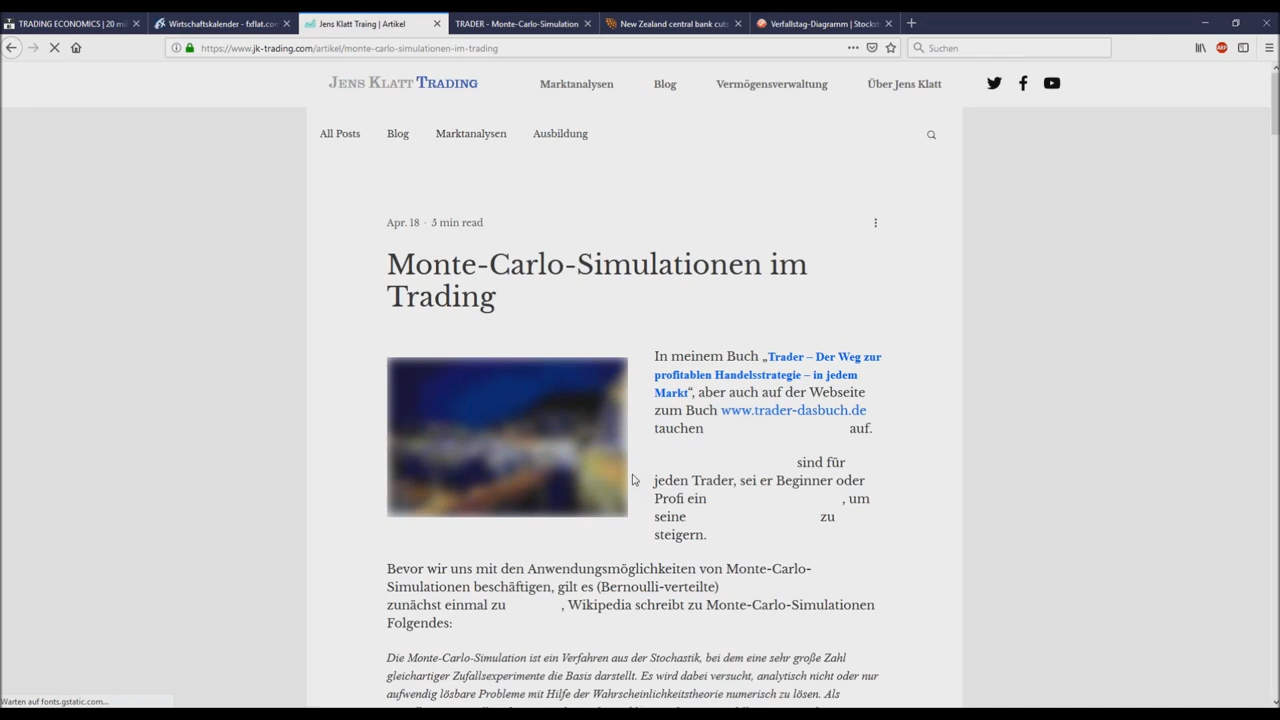 TRADING ECONOMICS | 20 mil
Wirtschaftskalender - fxflat.com
Jens Klatt Traing | Artikel
TRADER - Monte-Carlo-Simulation
New Zealand central bank cuts
Verfallstag-Diagramm | Stockst
https://www.jk-trading.com/artikel/monte-carlo-simulationen-im-trading
Suchen
ABP
JENS KLATT TRADING
Marktanalysen
Blog
Vermögensverwaltung
Über Jens Klatt
All Posts
Blog
Marktanalysen
Ausbildung
Apr. 18 · 5 min read
Monte-Carlo-Simulationen im
Trading
In meinem Buch „Trader – Der Weg zur
profitablen Handelsstrategie – in jedem
Markt“, aber auch auf der Webseite
zum Buch www.trader-dasbuch.de
tauchen auf.
sind für
jeden Trader, sei er Beginner oder
Profi ein , um
seine zu
steigern.
Bevor wir uns mit den Anwendungsmöglichkeiten von Monte-Carlo-
Simulationen beschäftigen, gilt es (Bernoulli-verteilte)
zunächst einmal zu , Wikipedia schreibt zu Monte-Carlo-Simulationen
Folgendes:
Die Monte-Carlo-Simulation ist ein Verfahren aus der Stochastik, bei dem eine sehr große Zahl
gleichartiger Zufallsexperimente die Basis darstellt. Es wird dabei versucht, analytisch nicht oder nur
aufwendig lösbare Probleme mit Hilfe der Wahrscheinlichkeitstheorie numerisch zu lösen. Als
Warten auf fonts.gstatic.com...